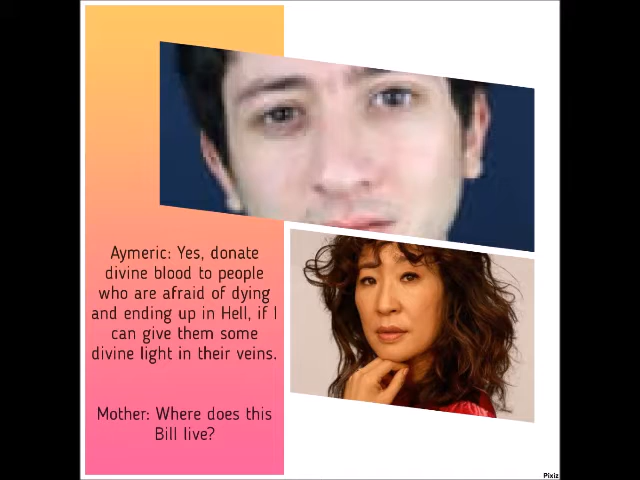 Aymeric: Yes, donate
divine blood to people
who are afraid of dying
and ending up in Hell, if I
can give them some
divine light in their veins.
Mother: Where does this
Bill live?
Pixiz